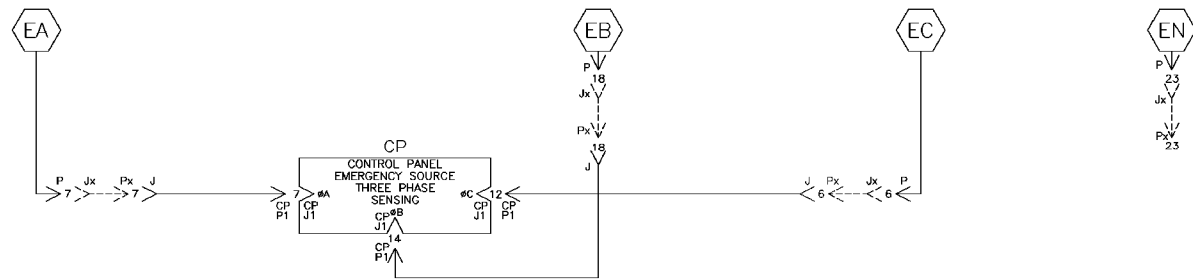 EA
EB
EC
EN
P
18
Jx
Px
18
J
P
23
Jx
Px
23
CP
CONTROL PANEL
EMERGENCY SOURCE
THREE PHASE
SENSING
P 7 Jx Px 7 J
7 øA
CP P1
CP J1
øB
CP J1
14
CP P1
øC 12
CP J1
CP P1
J 6 Px Jx 6 P